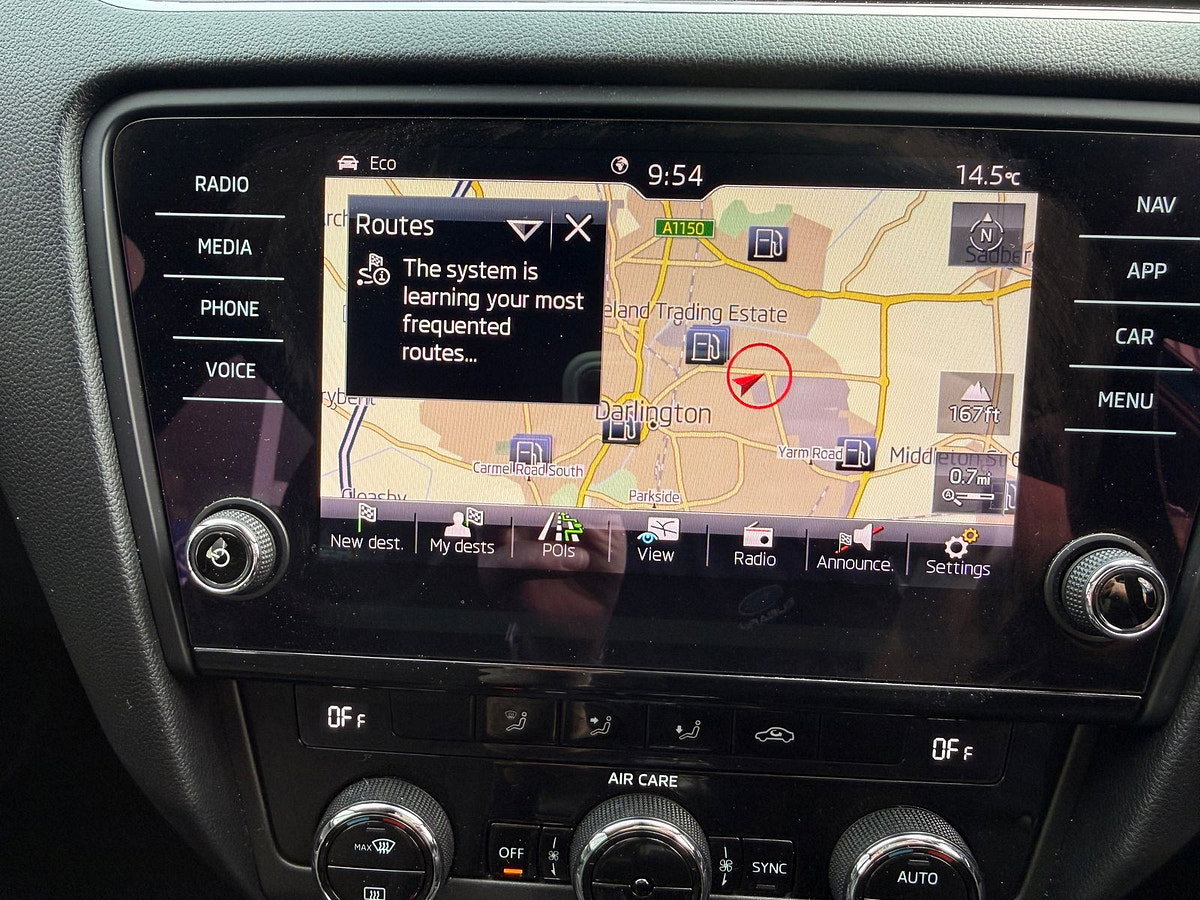 Eco
9:54
14.5°C
RADIO
MEDIA
PHONE
VOICE
NAV
APP
CAR
MENU
Routes
The system is
learning your most
frequented
routes...
A1150
N
eland Trading Estate
Darlington
Carmel Road South
Yarm Road
Parkside
167ft
0.7mi
A
New dest.
My dests
POIs
View
Radio
Announce.
Settings
OFF
OFF
AIR CARE
MAX
OFF
SYNC
AUTO